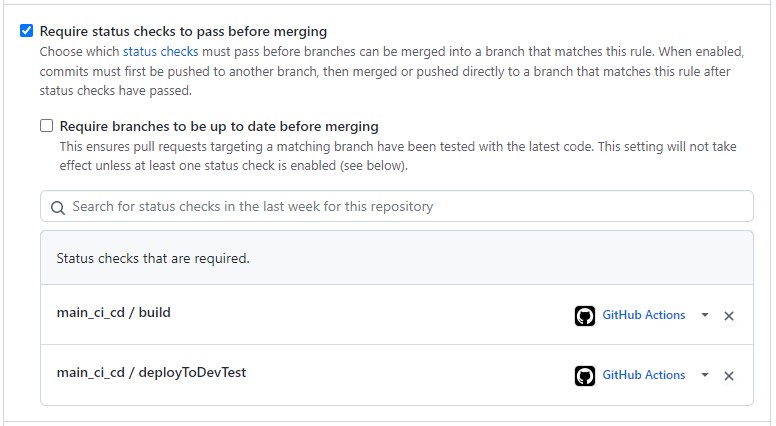 Require status checks to pass before merging
Choose which status checks must pass before branches can be merged into a branch that matches this rule. When enabled,
commits must first be pushed to another branch, then merged or pushed directly to a branch that matches this rule after
status checks have passed.
Require branches to be up to date before merging
This ensures pull requests targeting a matching branch have been tested with the latest code. This setting will not take
effect unless at least one status check is enabled (see below).
Search for status checks in the last week for this repository
Status checks that are required.
main_ci_cd / build GitHub Actions
main_ci_cd / deployToDevTest GitHub Actions